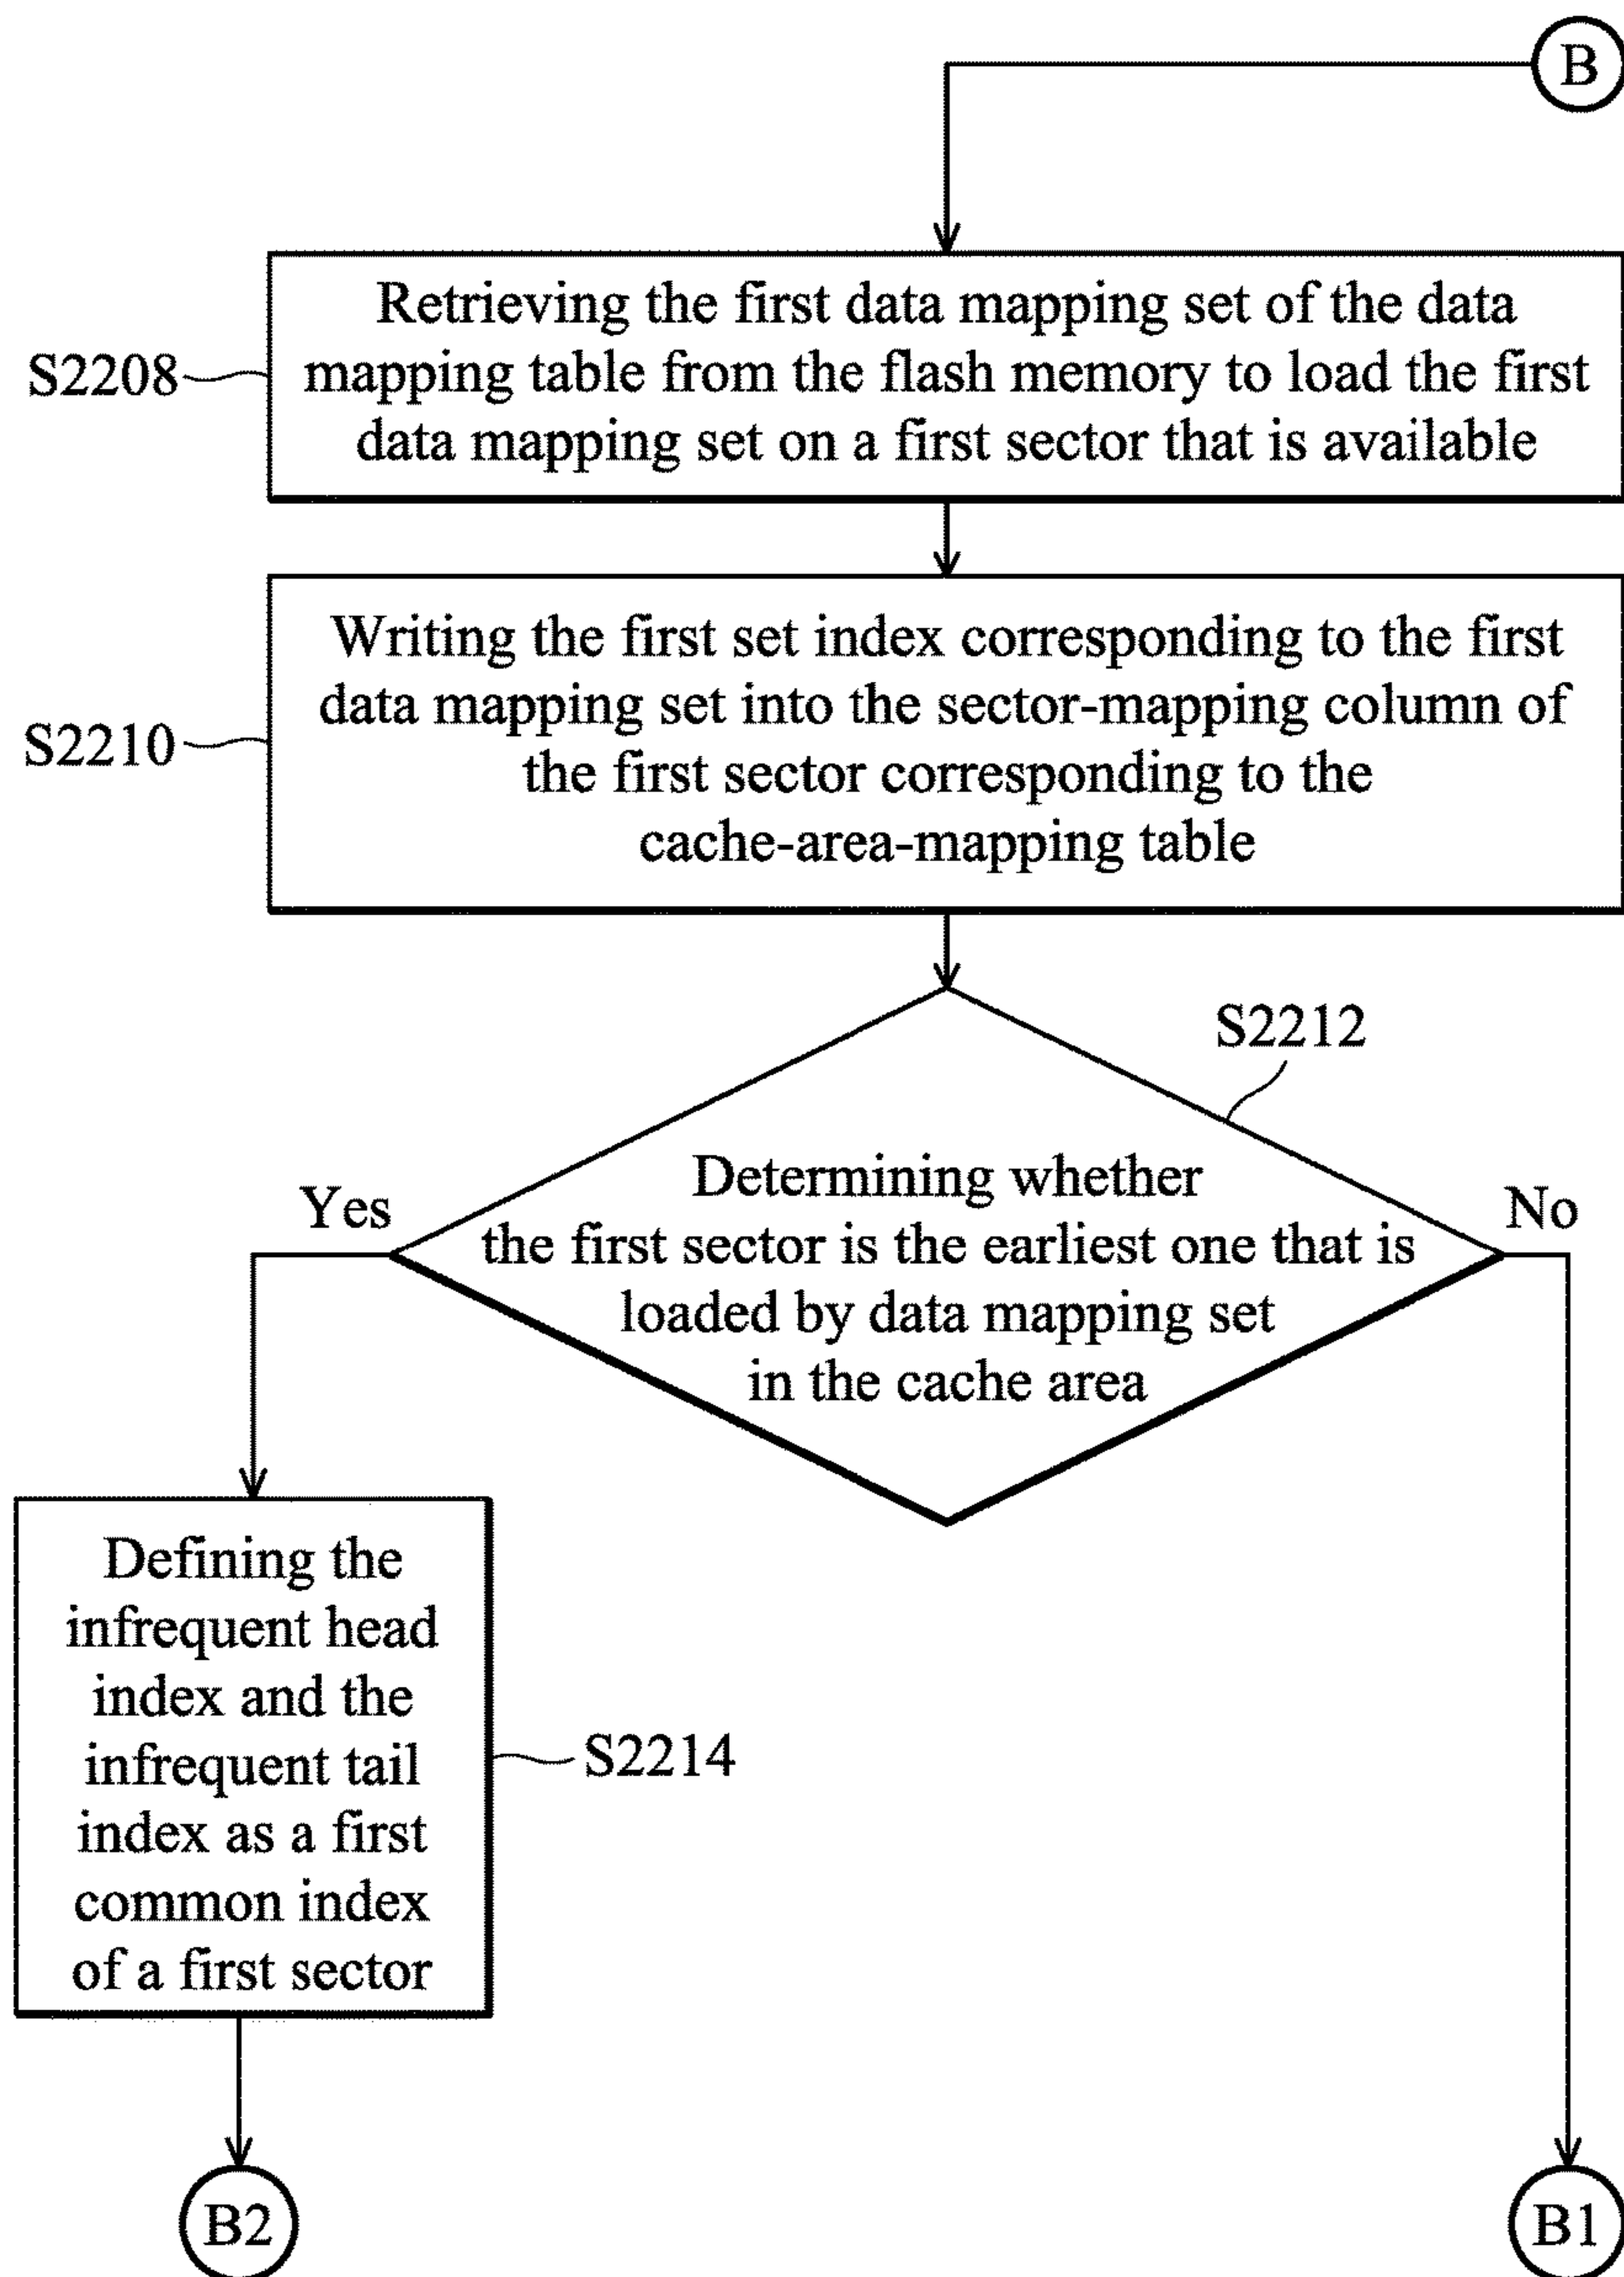 B
Retrieving the first data mapping set of the data
S2208
mapping table from the flash memory to load the first
data mapping set on a first sector that is available
Writing the first set index corresponding to the first
data mapping set into the sector-mapping column of
S2210
the first sector corresponding to the
cache-area-mapping table
S2212
Determining whether
Yes
No
the first sector is the earliest one that is
loaded by data mapping set
in the cache area
Defining the
infrequent head
index and the
infrequent tail
S2214
index as a first
common index
of a first sector
B2
B1